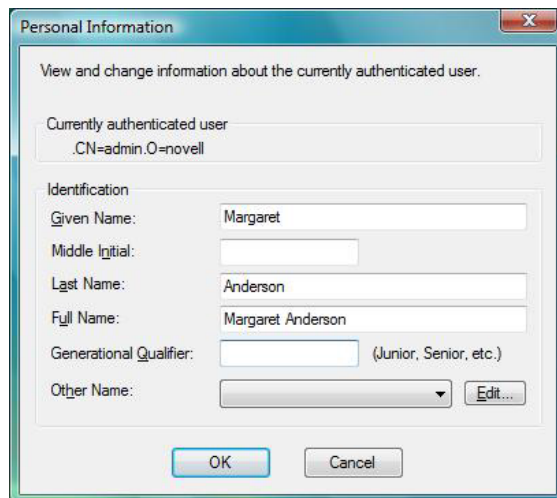 Personal Information
View and change information about the currently authenticated user.
Currently authenticated user
.CN=admin.O=novell
Identification
Given Name: Margaret
Middle Initial:
Last Name: Anderson
Full Name: Margaret Anderson
Generational Qualifier: (Junior, Senior, etc.)
Other Name: Edit...
OK Cancel